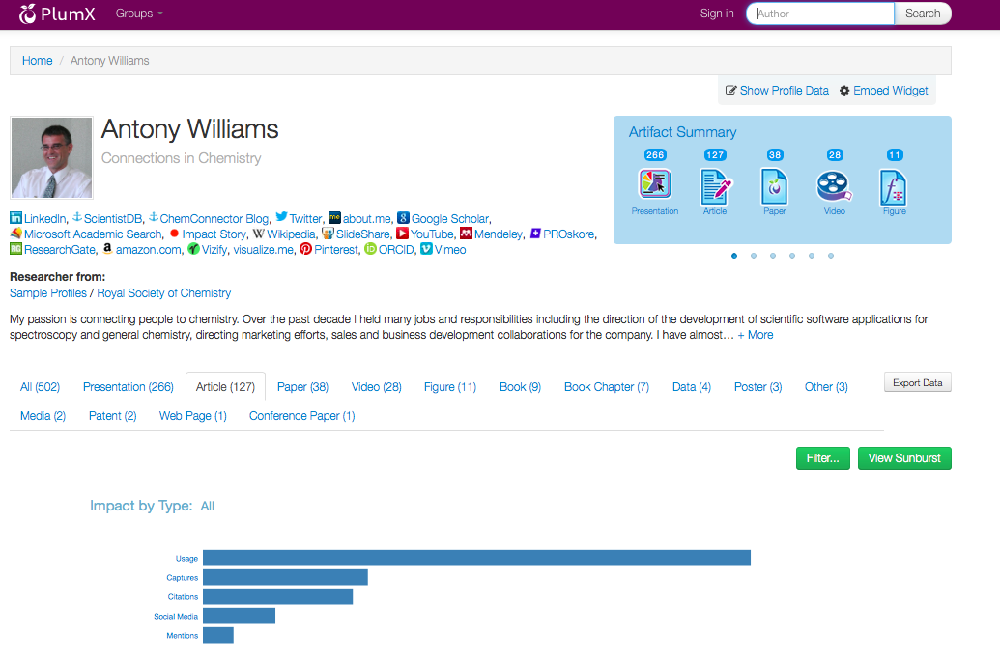 PlumX Groups Sign in Author Search
Home / Antony Williams
Show Profile Data Embed Widget
Antony Williams
Connections in Chemistry
Artifact Summary
266 127 38 28 11
Presentation Article Paper Video Figure
LinkedIn, ScientistDB, ChemConnector Blog, Twitter, about.me, Google Scholar,
Microsoft Academic Search, Impact Story, Wikipedia, SlideShare, YouTube, Mendeley, PROskore,
ResearchGate, amazon.com, Vizify, visualize.me, Pinterest, ORCID, Vimeo
Researcher from:
Sample Profiles / Royal Society of Chemistry
My passion is connecting people to chemistry. Over the past decade I held many jobs and responsibilities including the direction of the development of scientific software applications for
spectroscopy and general chemistry, directing marketing efforts, sales and business development collaborations for the company. I have almost... + More
All (502) Presentation (266) Article (127) Paper (38) Video (28) Figure (11) Book (9) Book Chapter (7) Data (4) Poster (3) Other (3) Export Data
Media (2) Patent (2) Web Page (1) Conference Paper (1)
Filter... View Sunburst
Impact by Type: All
Usage
Captures
Citations
Social Media
Mentions